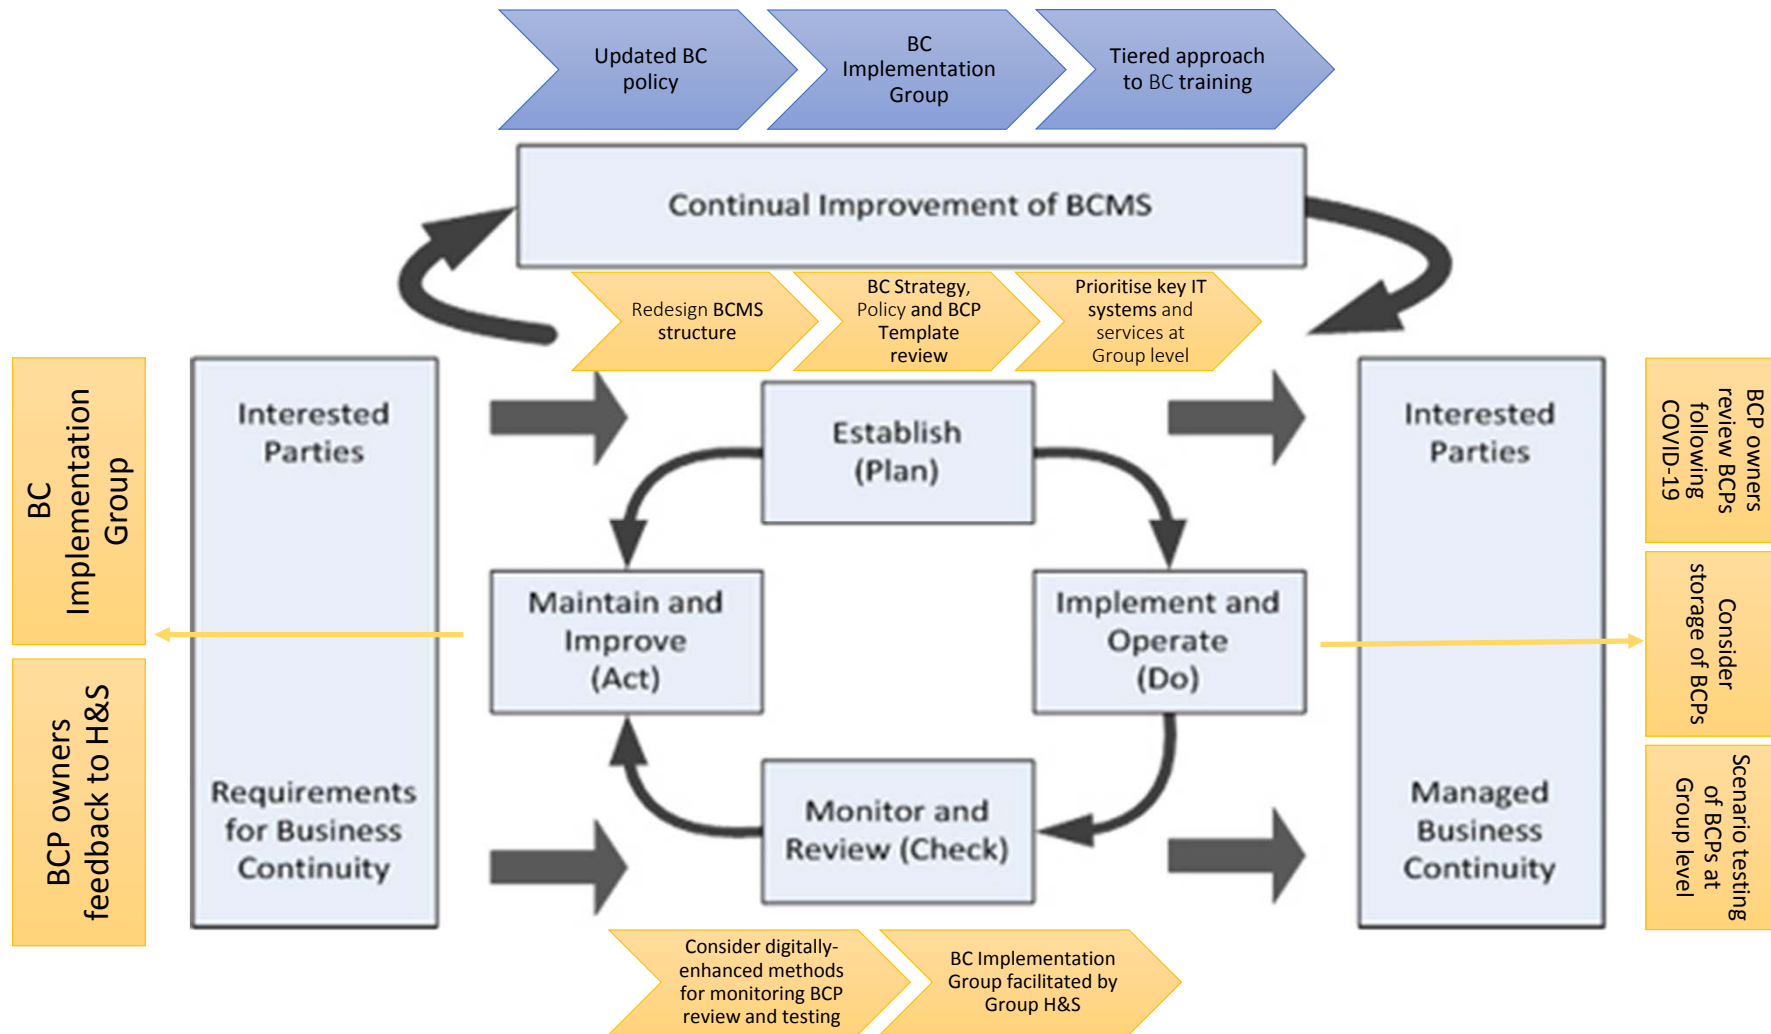 Updated BC
policy
BC
Implementation
Group
Tiered approach
to BC training
Continual Improvement of BCMS
Redesign BCMS
structure
BC Strategy,
Policy and BCP
Template
review
Prioritise key IT
systems and
services at
Group level
BC
Implementation
Group
BCP owners
feedback to H&S
Interested
Parties
Requirements
for Business
Continuity
Establish
(Plan)
Maintain and
Improve
(Act)
Implement and
Operate
(Do)
Monitor and
Review (Check)
Interested
Parties
Managed
Business
Continuity
BCP owners
review BCPs
following
COVID-19
Consider
storage of BCPs
Scenario testing
of BCPs at
Group level
Consider digitally-
enhanced methods
for monitoring BCP
review and testing
BC Implementation
Group facilitated by
Group H&S